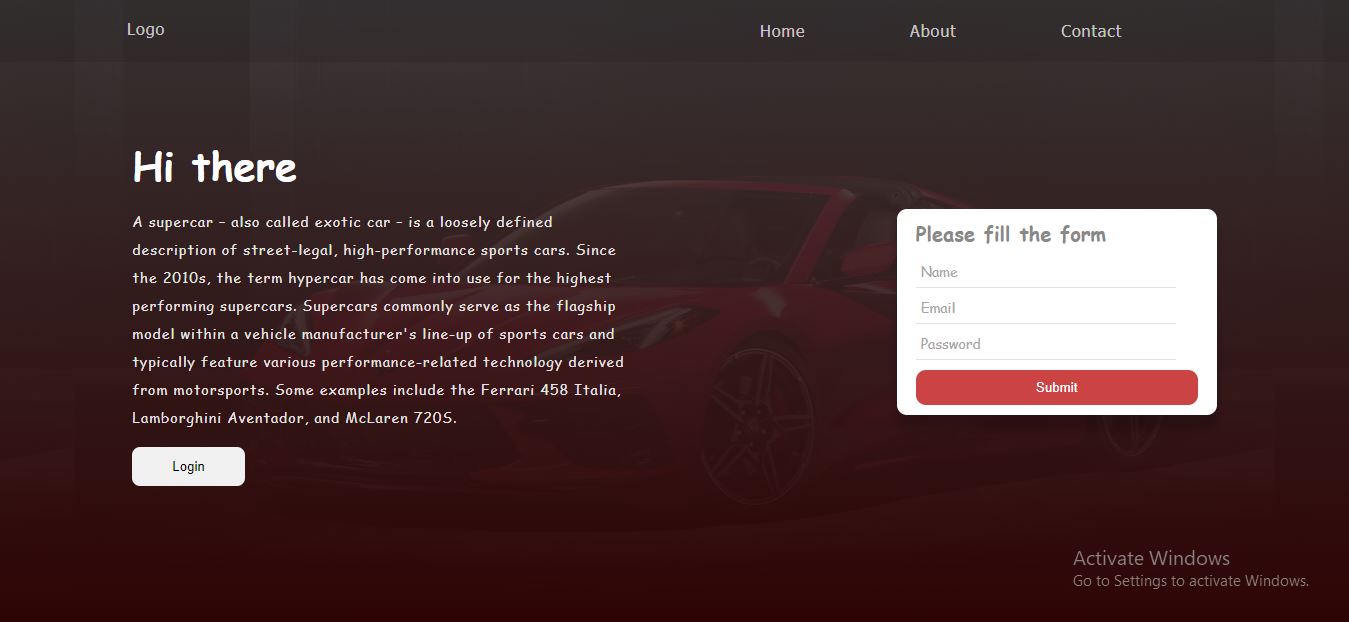 Logo
Home
About
Contact
Hi there
A supercar – also called exotic car – is a loosely defined
description of street-legal, high-performance sports cars. Since
the 2010s, the term hypercar has come into use for the highest
performing supercars. Supercars commonly serve as the flagship
model within a vehicle manufacturer's line-up of sports cars and
typically feature various performance-related technology derived
from motorsports. Some examples include the Ferrari 458 Italia,
Lamborghini Aventador, and McLaren 720S.
Login
Please fill the form
Name
Email
Password
Submit
Activate Windows
Go to Settings to activate Windows.